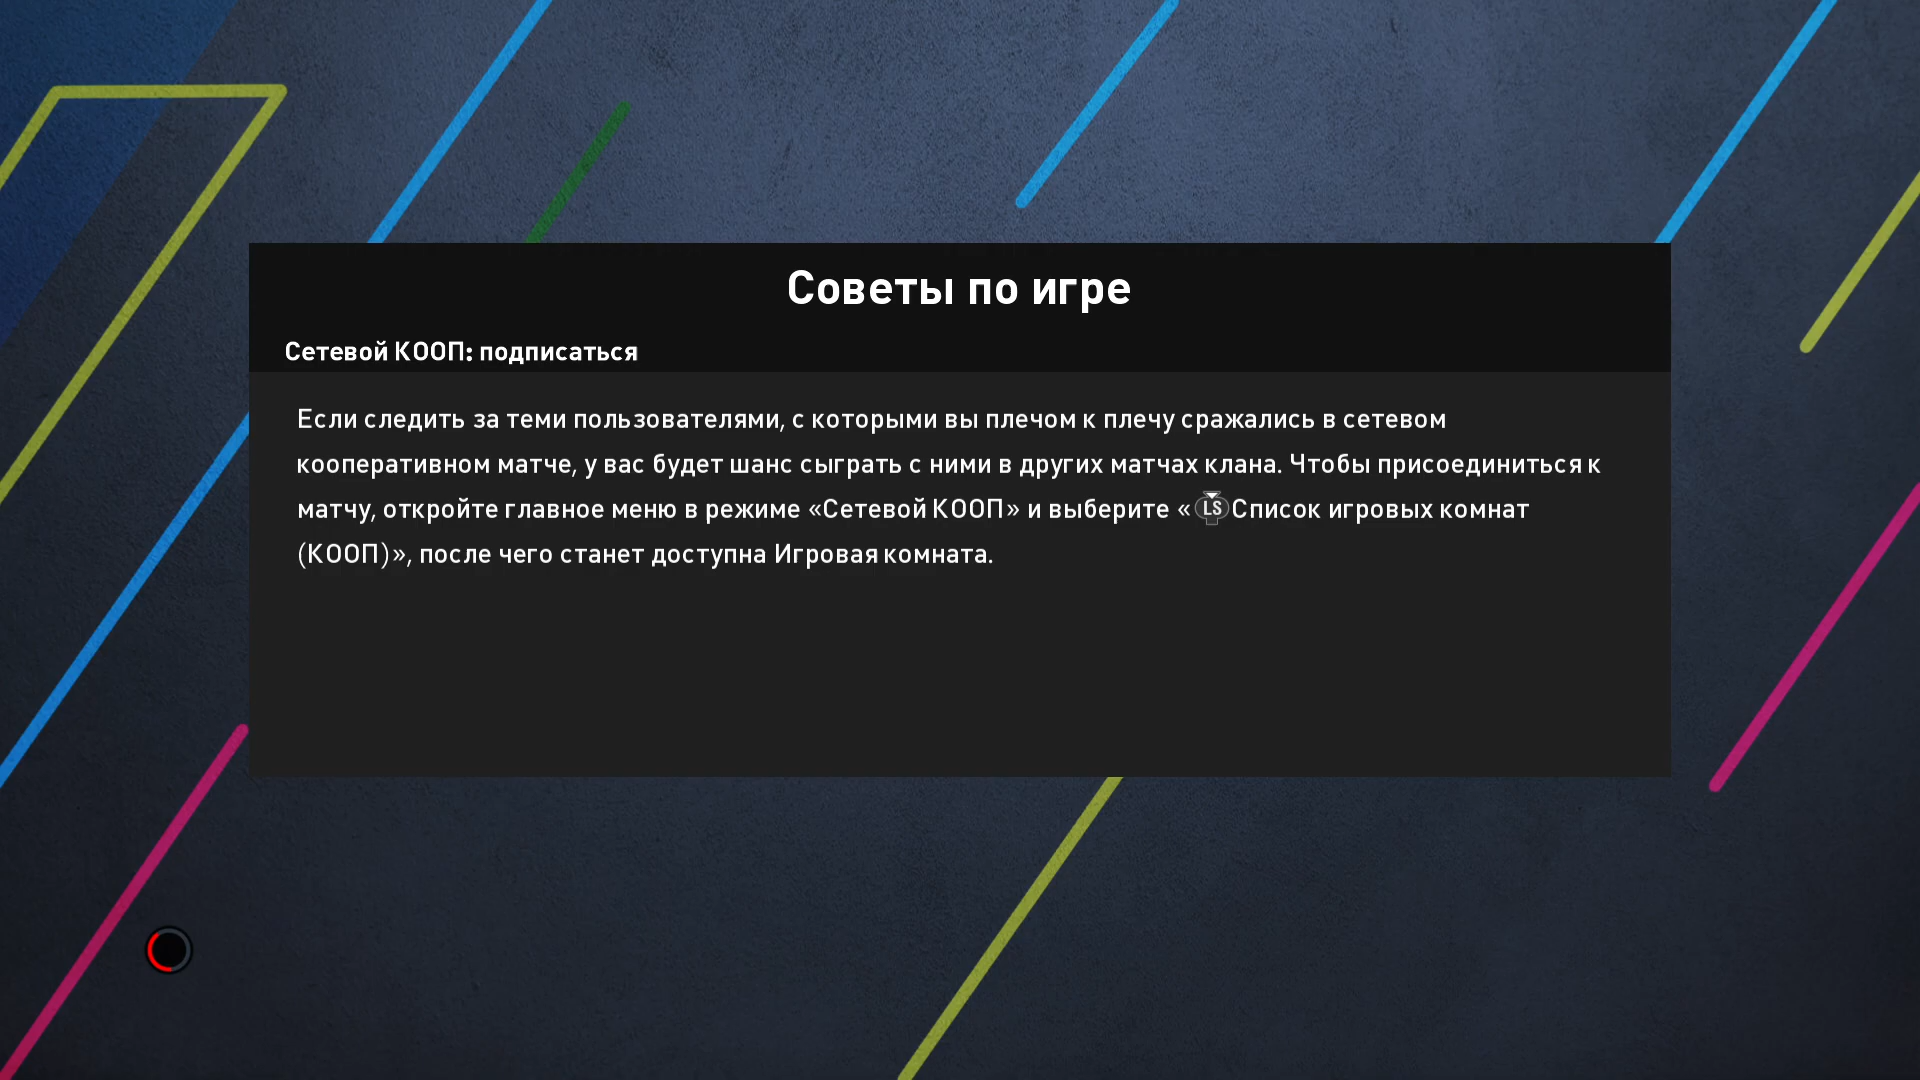 Советы по игре
Сетевой КООП: подписаться
Если следить за теми пользователями, с которыми вы плечом к плечу сражались в сетевом
кооперативном матче, у вас будет шанс сыграть с ними в других матчах клана. Чтобы присоединиться к
матчу, откройте главное меню в режиме «Сетевой КООП» и выберите «LS Список игровых комнат
(КООП)», после чего станет доступна Игровая комната.